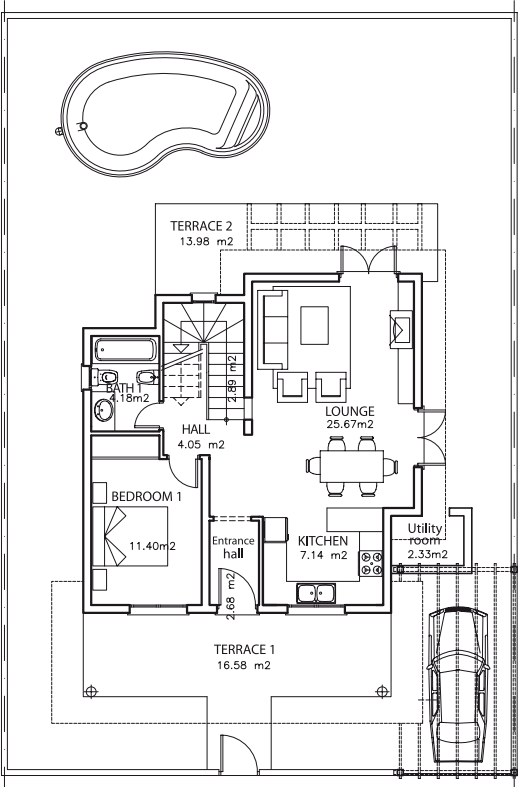 TERRACE 2
13.98 m2
2.89 m2
BATH 1
4.18m2
LOUNGE
25.67m2
HALL
4.05 m2
BEDROOM 1
11.40m2
Entrance
hall
2.68 m2
KITCHEN
7.14 m2
Utility
room
2.33m2
TERRACE 1
16.58 m2